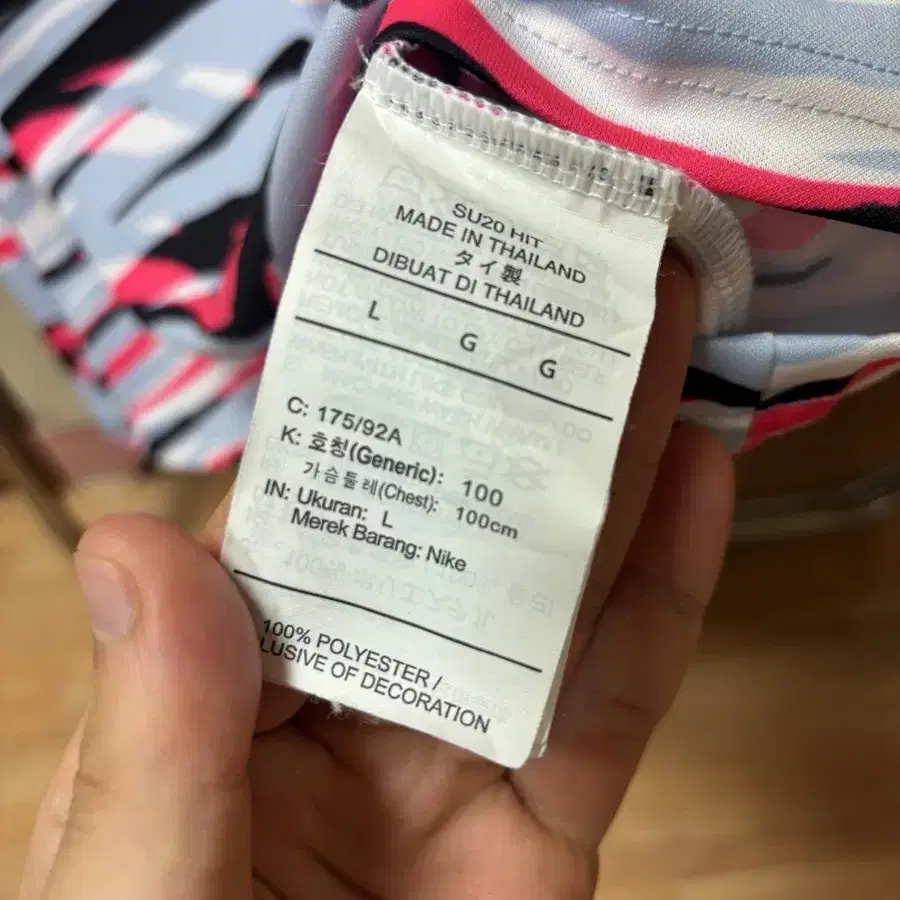 SU20 HIT
MADE IN THAILAND
タイ製
DIBUAT DI THAILAND
L G G
C: 175/92A
K: 호칭(Generic): 100
가슴둘레(Chest): 100cm
IN: Ukuran: L
Merek Barang: Nike
100% POLYESTER /
LUSIVE OF DECORATION